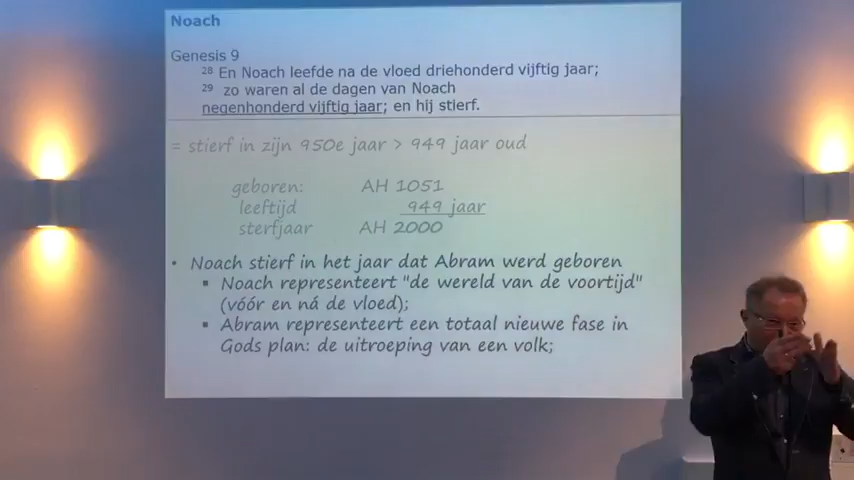 Noach
Genesis 9
28 En Noach leefde na de vloed driehonderd vijftig jaar;
29 zo waren al de dagen van Noach
negenhonderd vijftig jaar; en hij stierf.
= stierf in zijn 950e jaar > 949 jaar oud
geboren: AH 1051
leeftijd 949 jaar
sterfjaar AH 2000
• Noach stierf in het jaar dat Abram werd geboren
▪ Noach representeert "de wereld van de voortijd"
(vóór en ná de vloed);
▪ Abram representeert een totaal nieuwe fase in
Gods plan: de uitroeping van een volk;